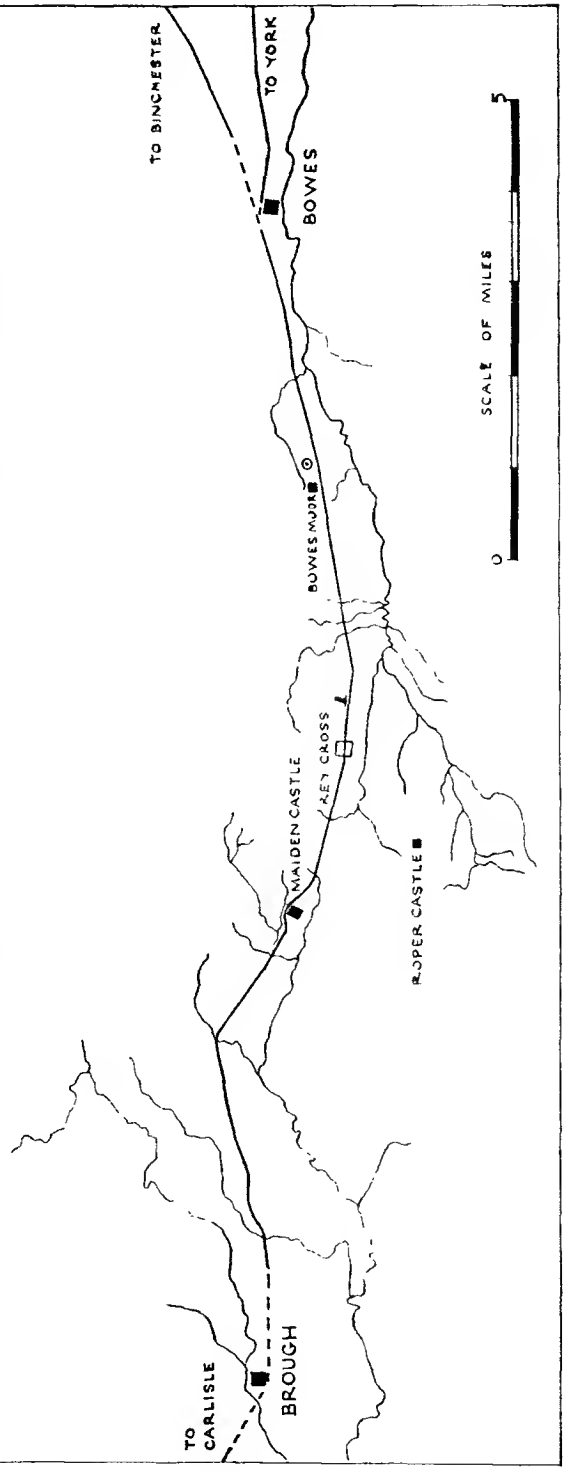 TO BINCHESTER
TO YORK
BOWES
5
SCALE OF MILES
0
BOWES MOOR
REY CROSS
MAIDEN CASTLE
ROPER CASTLE
TO
CARLISLE
BROUGH